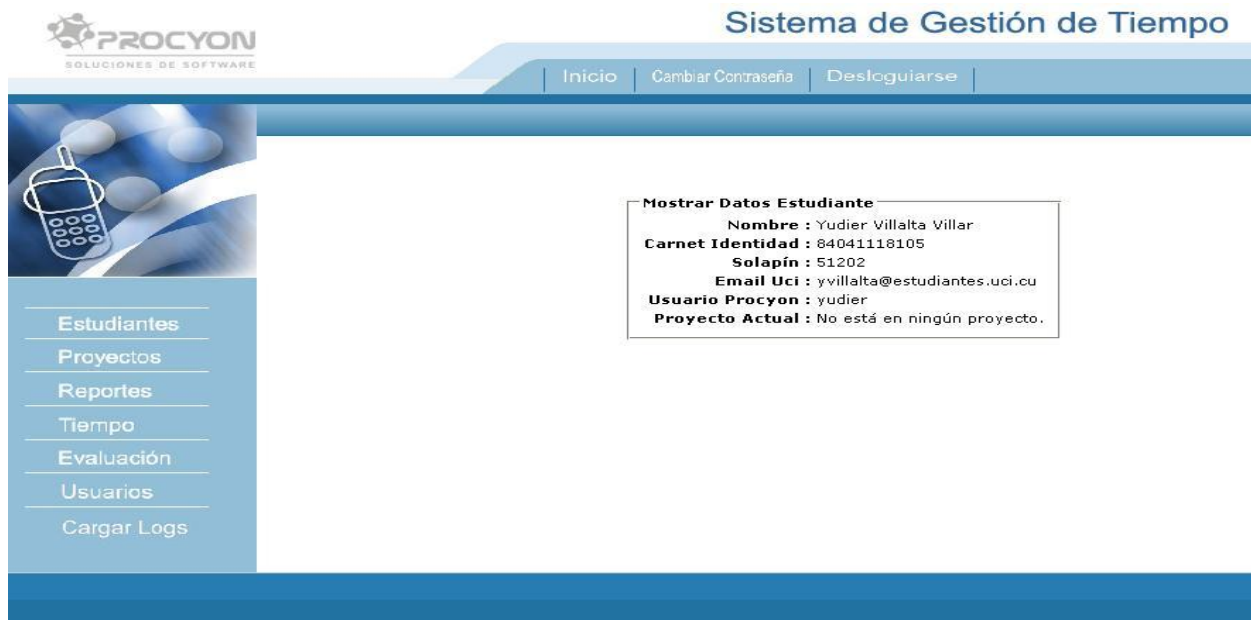 PROCYON
SOLUCIONES DE SOFTWARE
Sistema de Gestión de Tiempo
Inicio | Cambiar Contraseña | Desloguiarse
Mostrar Datos Estudiante
Nombre : Yudier Villalta Villar
Carnet Identidad : 84041118105
Solapín : 51202
Email Uci : yvillalta@estudiantes.uci.cu
Usuario Procyon : yudier
Proyecto Actual : No está en ningún proyecto.
Estudiantes
Proyectos
Reportes
Tiempo
Evaluación
Usuarios
Cargar Logs